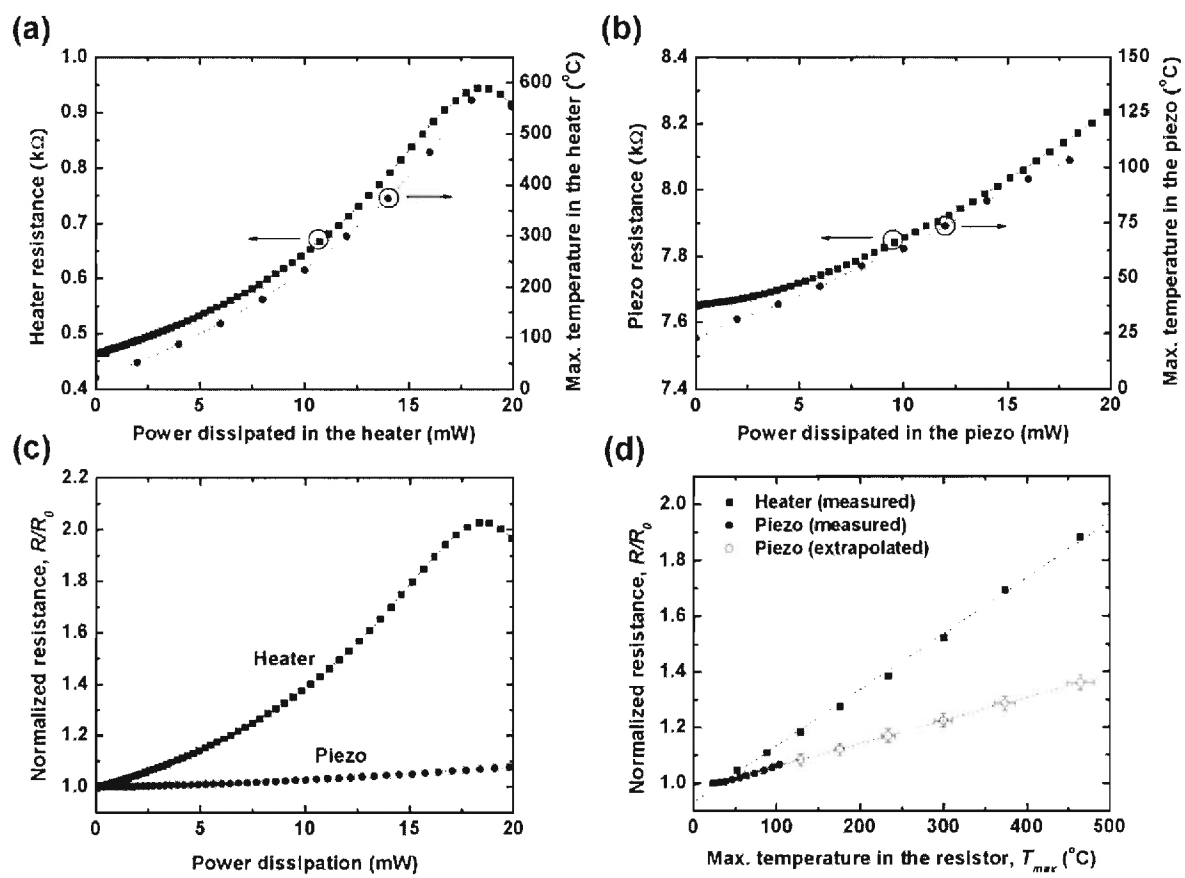 (a)
1.0
0.9
0.8
0.7
0.6
0.5
0.4
Heater resistance (kΩ)
600
500
400
300
200
100
0
Max. temperature in the heater (°C)
0 5 10 15 20
Power dissipated in the heater (mW)
(b)
8.4
8.2
8.0
7.8
7.6
7.4
Piezo resistance (kΩ)
150
125
100
75
50
25
0
Max. temperature in the piezo (°C)
0 5 10 15 20
Power dissipated in the piezo (mW)
(c)
2.2
2.0
1.8
1.6
1.4
1.2
1.0
Normalized resistance, R/R0
Heater
Piezo
0 5 10 15 20
Power dissipation (mW)
(d)
2.0
1.8
1.6
1.4
1.2
1.0
Normalized resistance, R/R0
Heater (measured)
Piezo (measured)
Piezo (extrapolated)
0 100 200 300 400 500
Max. temperature in the resistor, Tmax (°C)